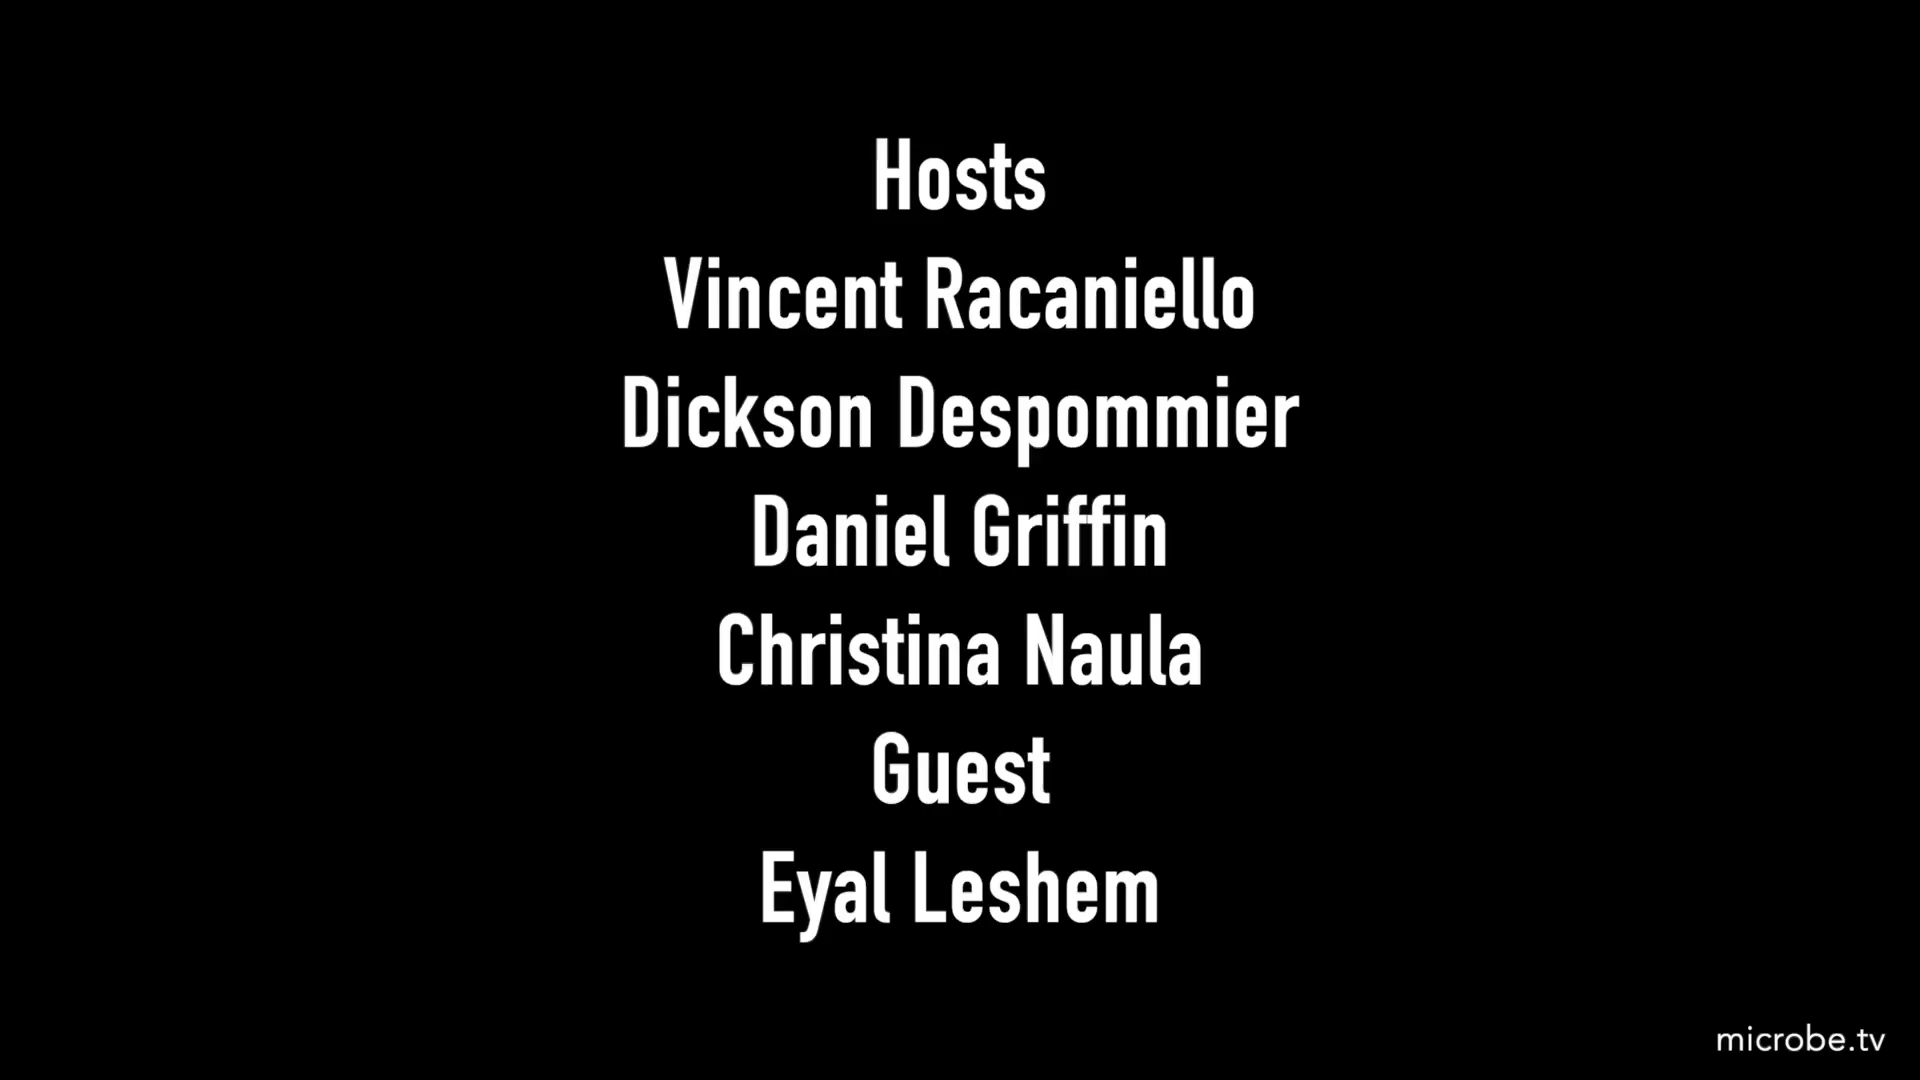 Hosts
Vincent Racaniello
Dickson Despommier
Daniel Griffin
Christina Naula
Guest
Eyal Leshem
microbe.tv